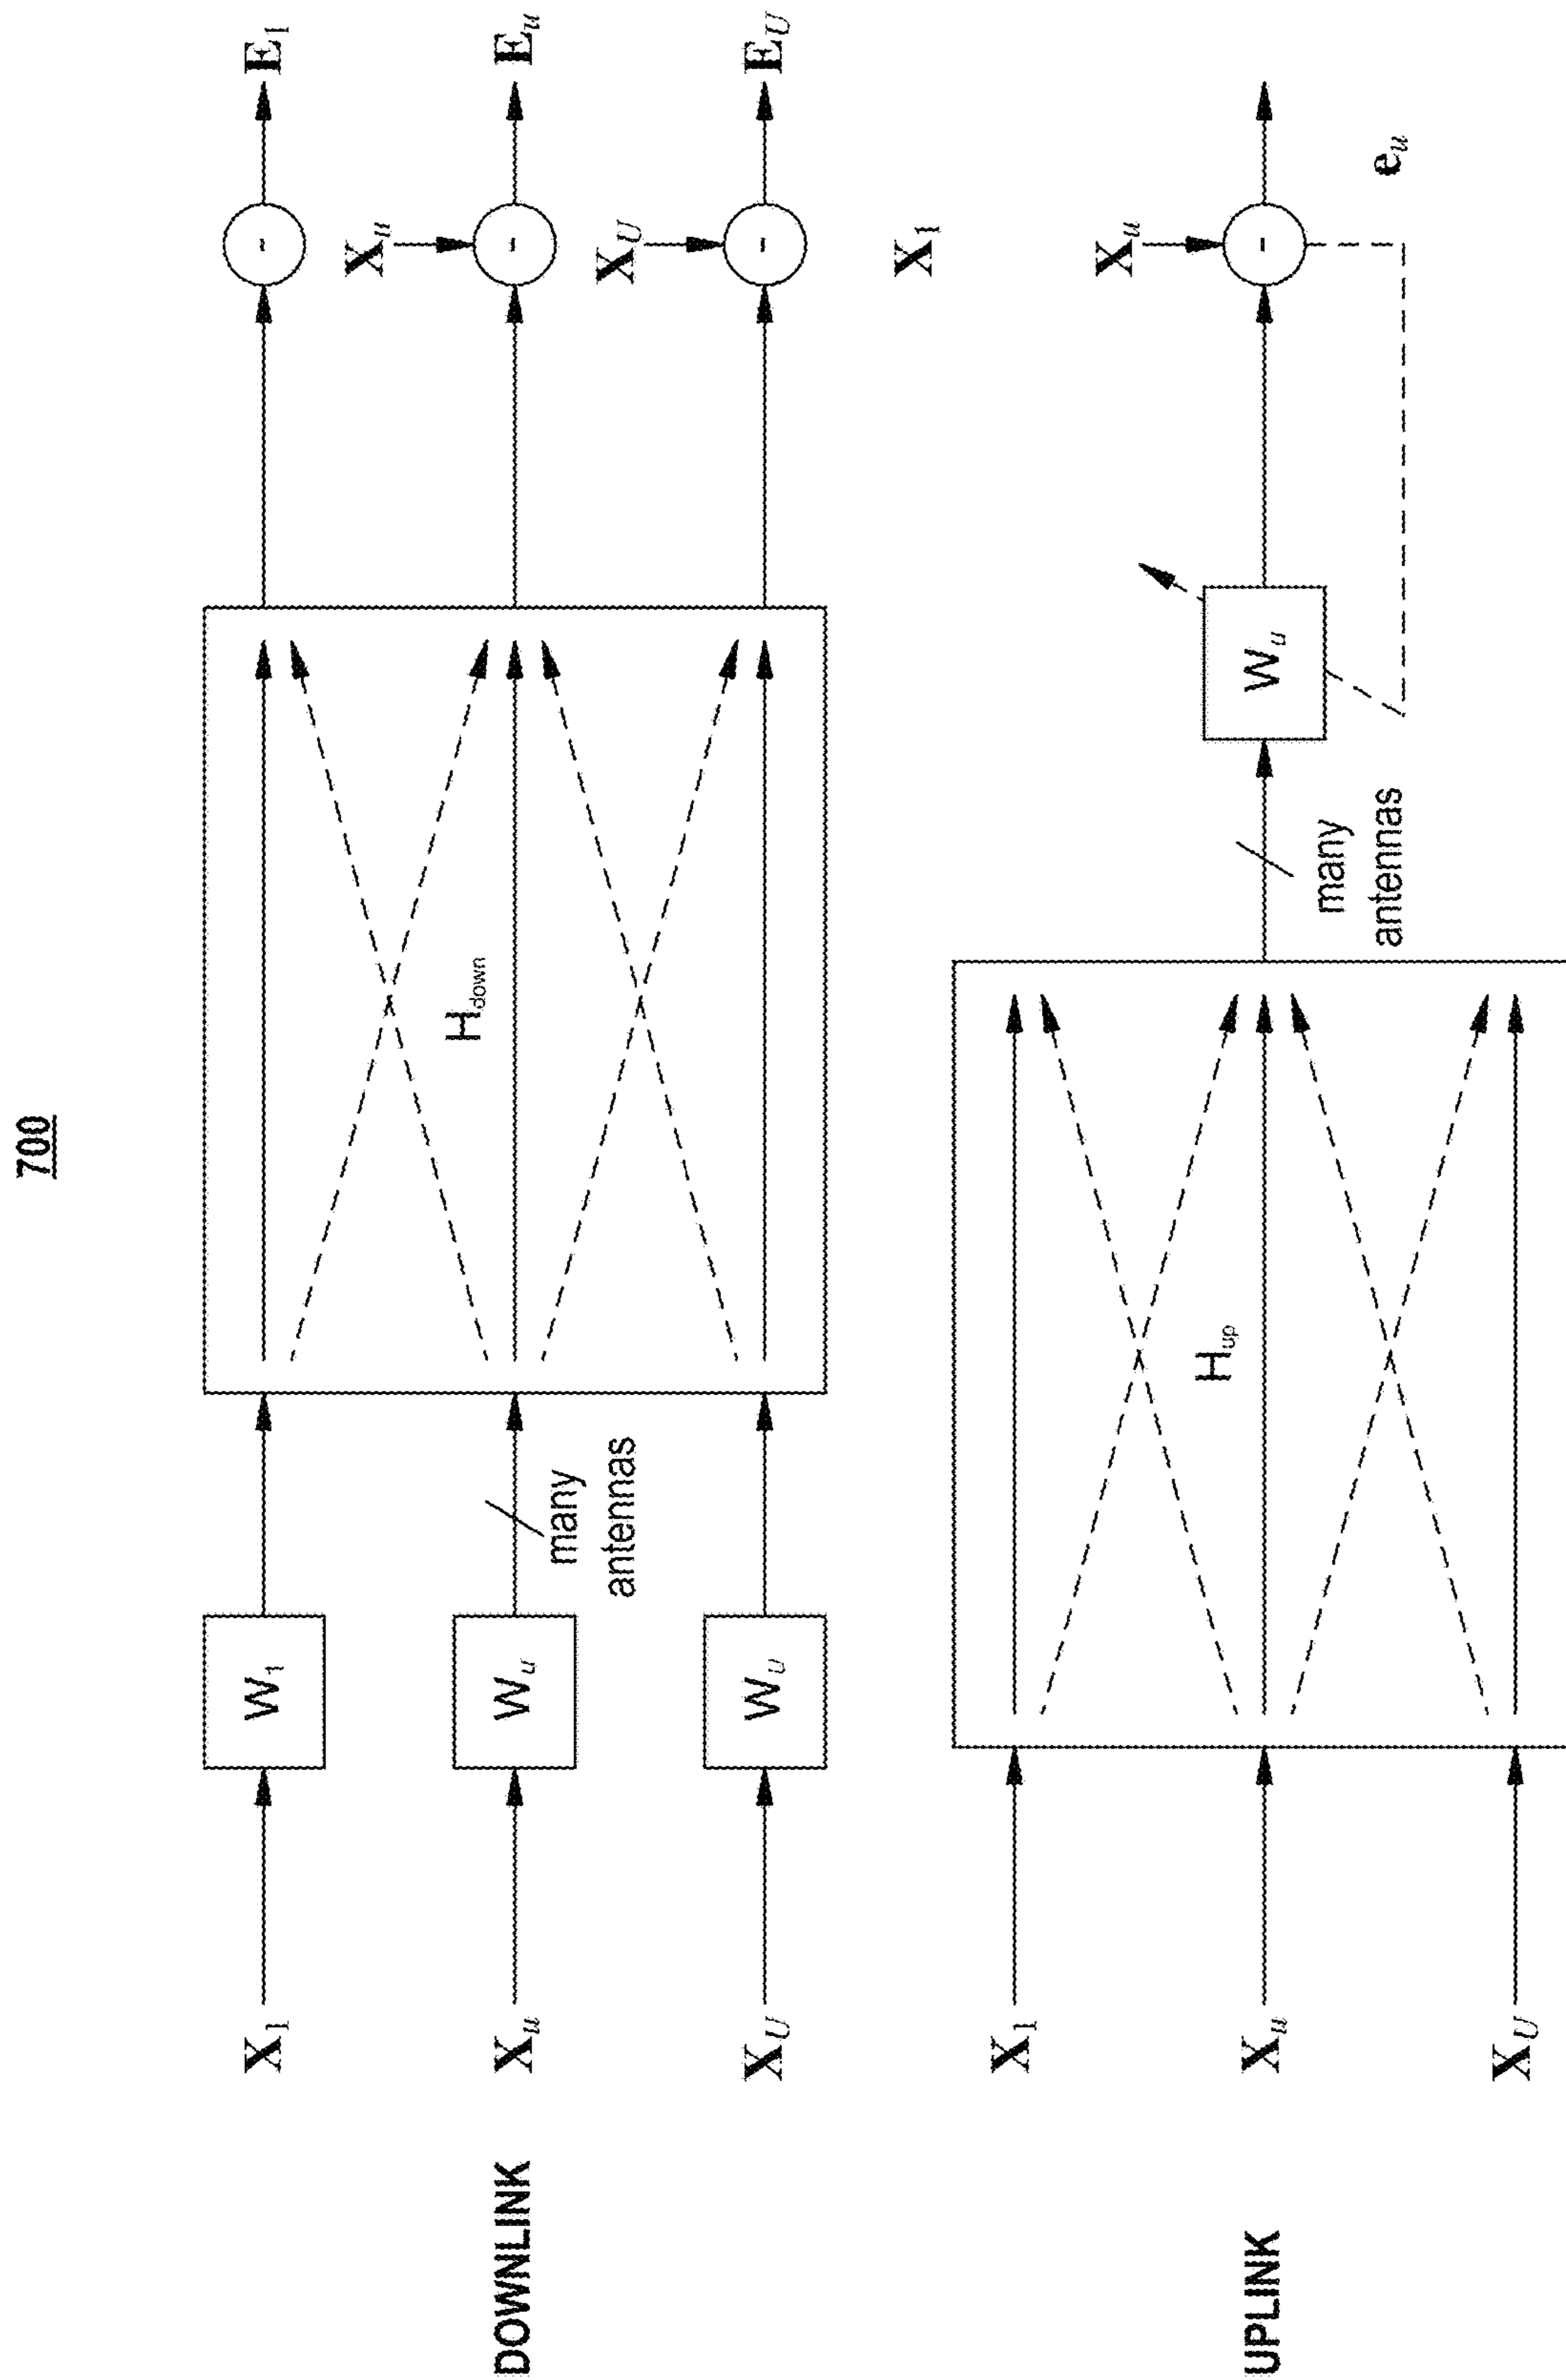 700
DOWNLINK
X1
Xu
XU
W1
Wu
WU
many
antennas
Hdown
Xu
XU
E1
Eu
EU
UPLINK
X1
Xu
XU
Hup
many
antennas
Wu
X1
Xu
eu